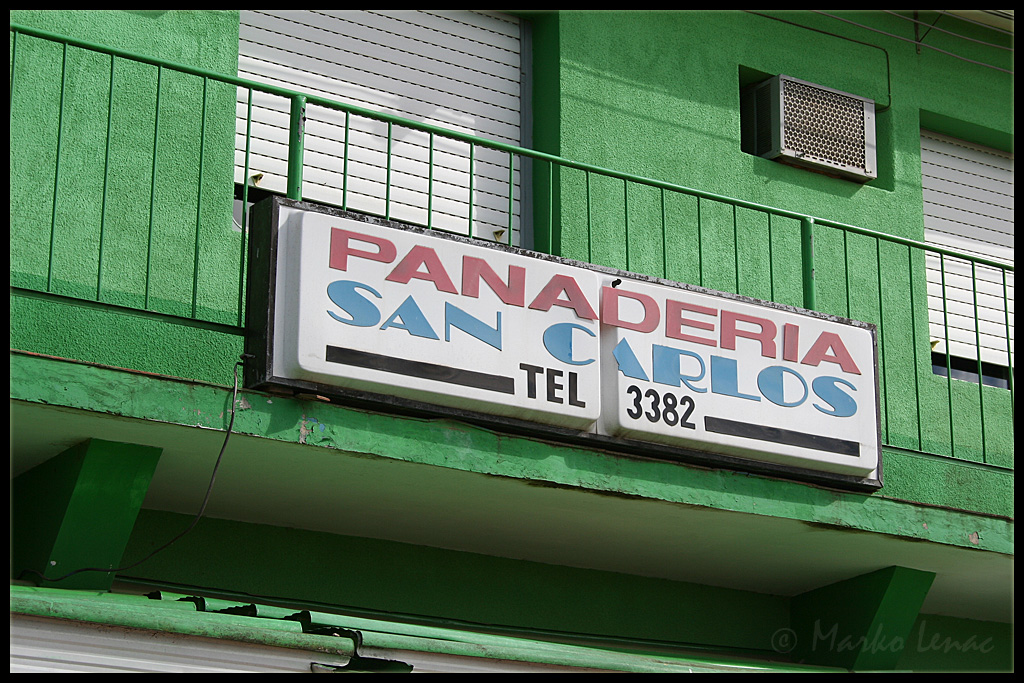 PANADERIA
SAN CARLOS
TEL 3382
© Marko Lenac